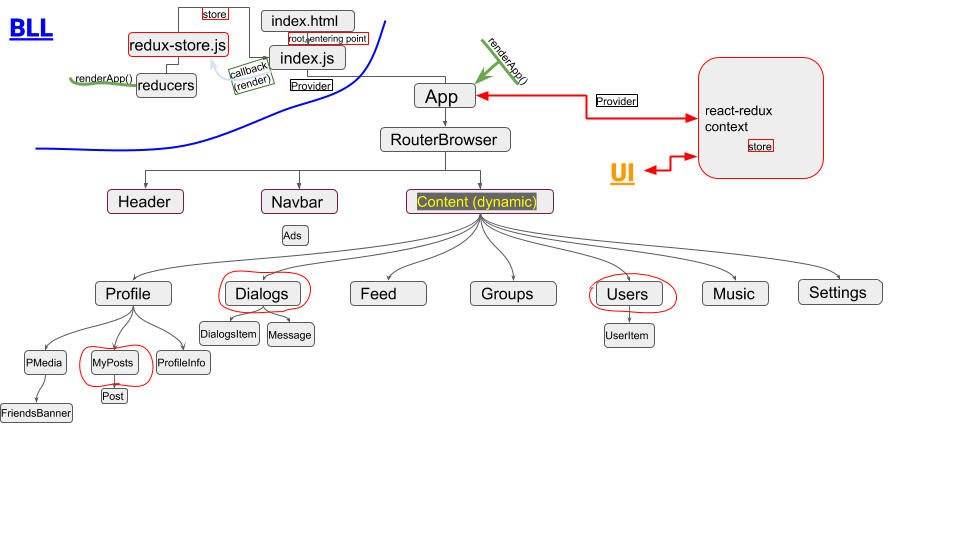 BLL
store
index.html
root, entering point
redux-store.js
index.js
callback
(render)
renderApp()
reducers
Provider
renderApp()
App
Provider
react-redux
context
store
RouterBrowser
UI
Header
Navbar
Content (dynamic)
Ads
Profile
Dialogs
Feed
Groups
Users
Music
Settings
DialogsItem
Message
UserItem
PMedia
MyPosts
ProfileInfo
Post
FriendsBanner